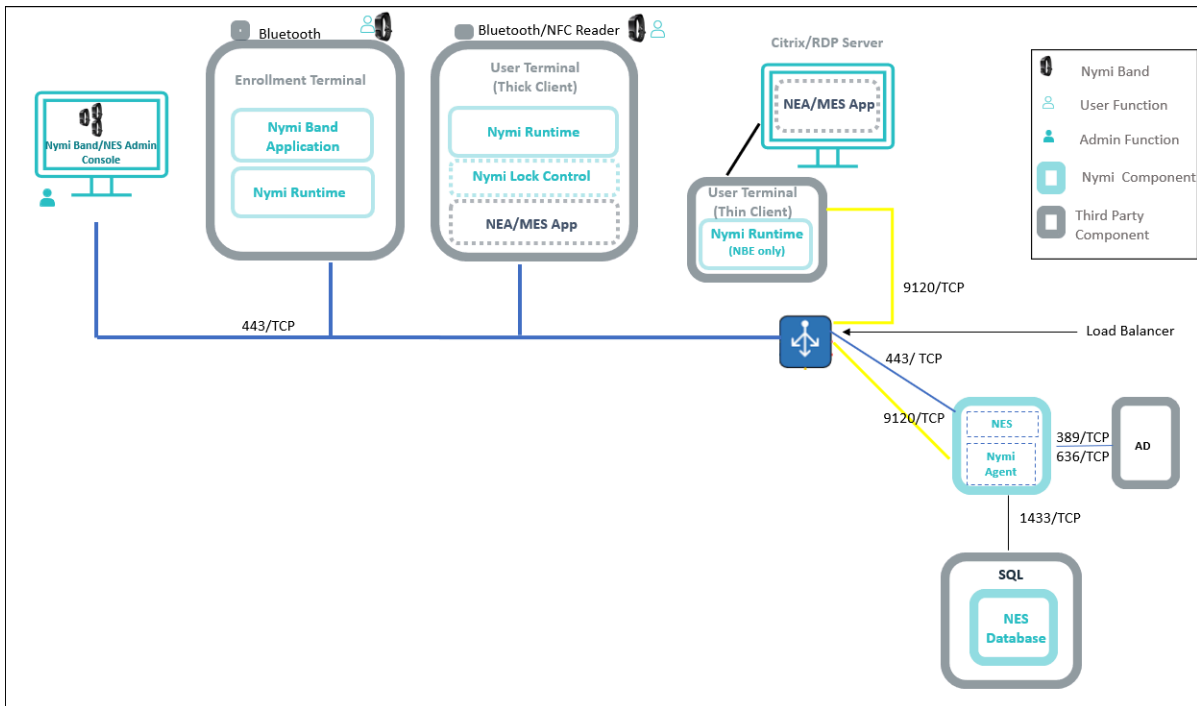 Bluetooth
Bluetooth/NFC Reader
Citrix/RDP Server
Enrollment Terminal
User Terminal
(Thick Client)
NEA/MES App
Nymi Band
User Function
Admin Function
Nymi Component
Third Party
Component
Nymi Band/NES Admin
Console
Nymi Band
Application
Nymi Runtime
Nymi Runtime
Nymi Lock Control
NEA/MES App
User Terminal
(Thin Client)
Nymi Runtime
(NBE only)
9120/TCP
443/TCP
Load Balancer
443/ TCP
9120/TCP
NES
Nymi
Agent
389/TCP
636/TCP
AD
1433/TCP
SQL
NES
Database